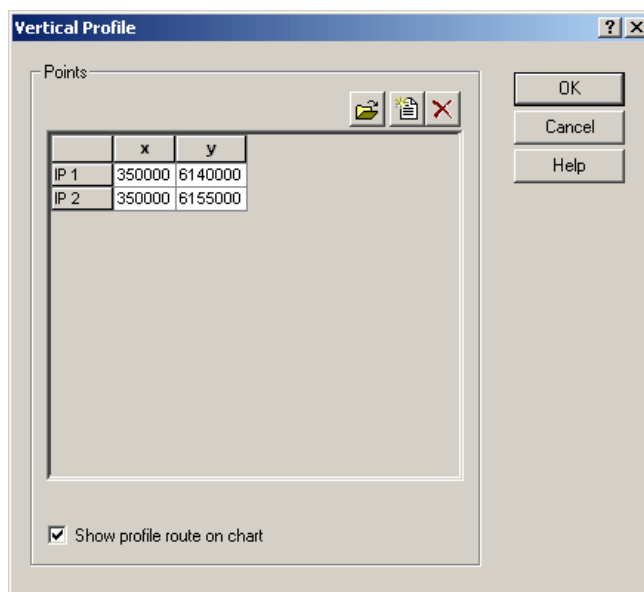 Vertical Profile
Points
OK
Cancel
Help
x y
IP 1 350000 6140000
IP 2 350000 6155000
Show profile route on chart